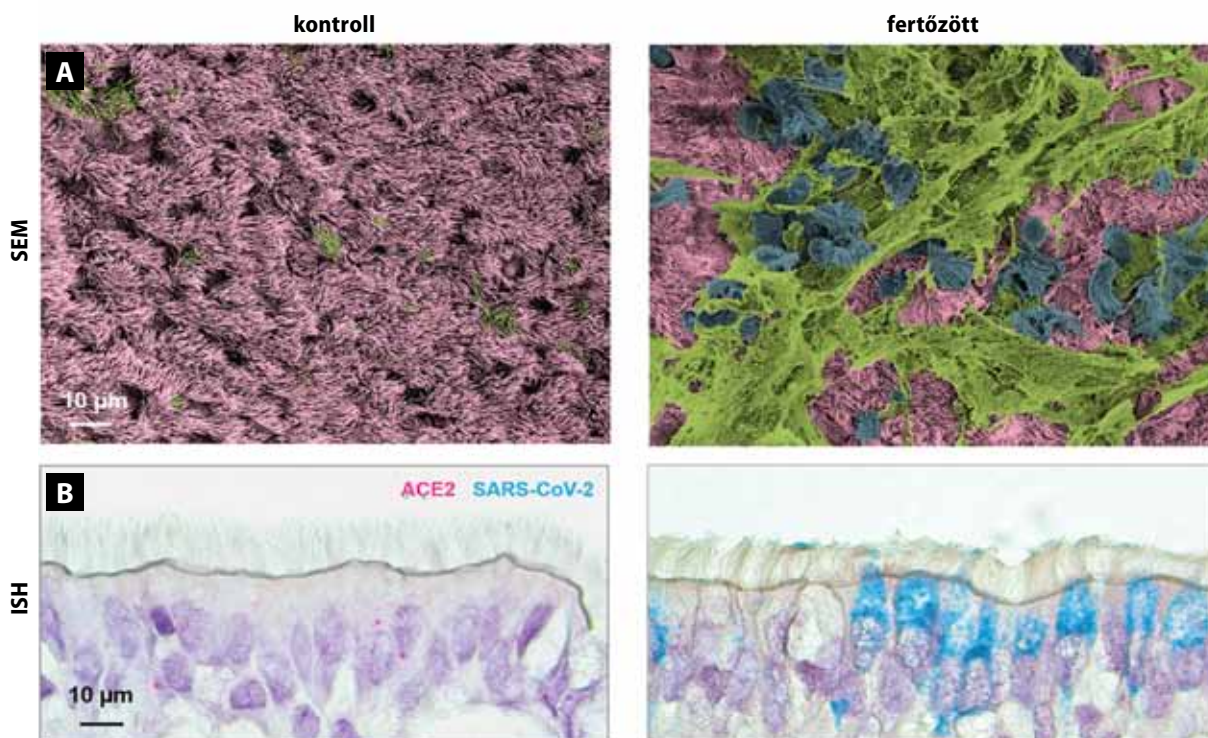 kontroll
fertőzött
A
SEM
10 µm
B
ACE2 SARS-CoV-2
ISH
10 µm